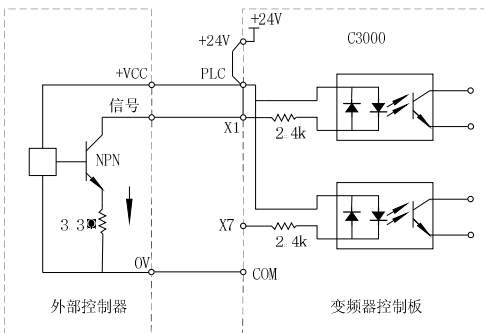 +24V
+24V
C3000
+VCC
PLC
信号
X1
2.4k
NPN
3.3
X7
2.4k
0V
COM
外部控制器
变频器控制板